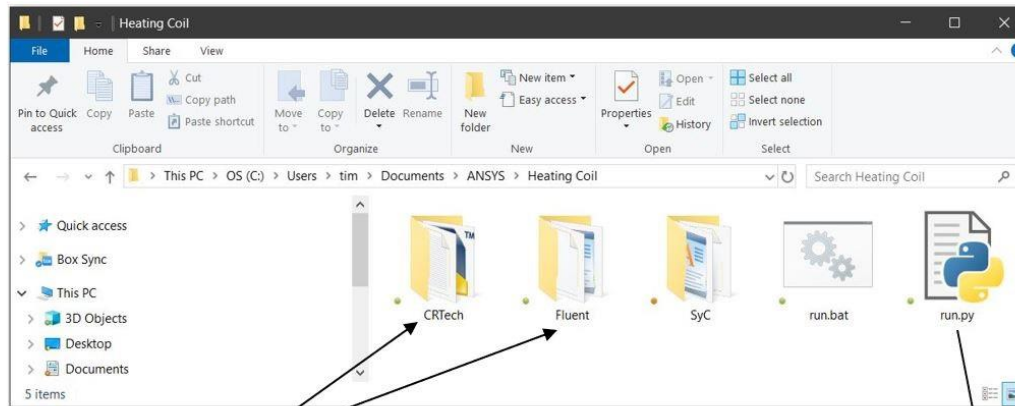 Heating Coil
File Home Share View
Pin to Quick access
Copy
Paste
Cut
Copy path
Paste shortcut
Clipboard
Move to
Copy to
Delete
Rename
Organize
New folder
New item
Easy access
New
Properties
Open
Edit
History
Open
Select all
Select none
Invert selection
Select
> This PC > OS (C:) > Users > tim > Documents > ANSYS > Heating Coil
Search Heating Coil
Quick access
Box Sync
This PC
3D Objects
Desktop
Documents
TM
CRTech
Fluent
SyC
run.bat
run.py
5 items